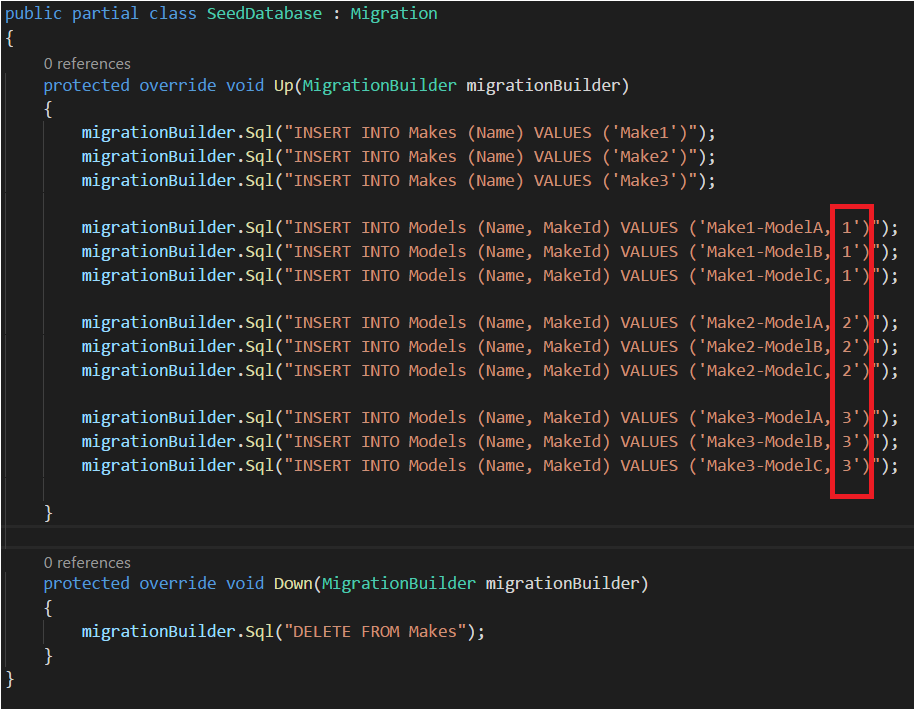 public partial class SeedDatabase : Migration
{
0 references
protected override void Up(MigrationBuilder migrationBuilder)
{
migrationBuilder.Sql("INSERT INTO Makes (Name) VALUES ('Make1')");
migrationBuilder.Sql("INSERT INTO Makes (Name) VALUES ('Make2')");
migrationBuilder.Sql("INSERT INTO Makes (Name) VALUES ('Make3')");
migrationBuilder.Sql("INSERT INTO Models (Name, MakeId) VALUES ('Make1-ModelA, 1')");
migrationBuilder.Sql("INSERT INTO Models (Name, MakeId) VALUES ('Make1-ModelB, 1')");
migrationBuilder.Sql("INSERT INTO Models (Name, MakeId) VALUES ('Make1-ModelC, 1')");
migrationBuilder.Sql("INSERT INTO Models (Name, MakeId) VALUES ('Make2-ModelA, 2')");
migrationBuilder.Sql("INSERT INTO Models (Name, MakeId) VALUES ('Make2-ModelB, 2')");
migrationBuilder.Sql("INSERT INTO Models (Name, MakeId) VALUES ('Make2-ModelC, 2')");
migrationBuilder.Sql("INSERT INTO Models (Name, MakeId) VALUES ('Make3-ModelA, 3')");
migrationBuilder.Sql("INSERT INTO Models (Name, MakeId) VALUES ('Make3-ModelB, 3')");
migrationBuilder.Sql("INSERT INTO Models (Name, MakeId) VALUES ('Make3-ModelC, 3')");
}
0 references
protected override void Down(MigrationBuilder migrationBuilder)
{
migrationBuilder.Sql("DELETE FROM Makes");
}
}